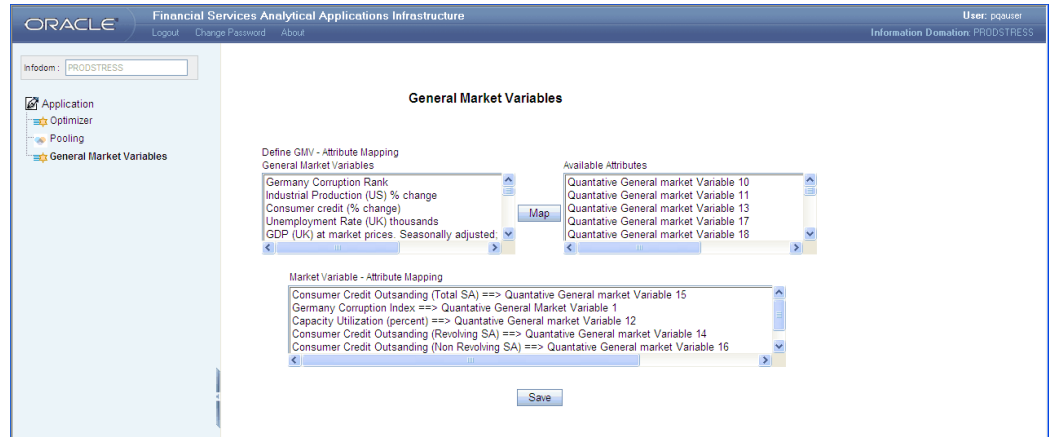 ORACLE
Financial Services Analytical Applications Infrastructure
User: pqauser
Logout Change Password About
Information Domation: PRODSTRESS
Infodom : PRODSTRESS
Application
Optimizer
Pooling
General Market Variables
General Market Variables
Define GMV - Attribute Mapping
General Market Variables
Germany Corruption Rank
Industrial Production (US) % change
Consumer credit (% change)
Unemployment Rate (UK) thousands
GDP (UK) at market prices. Seasonally adjusted;
Map
Available Attributes
Quantative General market Variable 10
Quantative General market Variable 11
Quantative General market Variable 13
Quantative General market Variable 17
Quantative General market Variable 18
Market Variable - Attribute Mapping
Consumer Credit Outsanding (Total SA) ==> Quantative General market Variable 15
Germany Corruption Index ==> Quantative General Market Variable 1
Capacity Utilization (percent) ==> Quantative General market Variable 12
Consumer Credit Outsanding (Revolving SA) ==> Quantative General market Variable 14
Consumer Credit Outsanding (Non Revolving SA) ==> Quantative General market Variable 16
Save